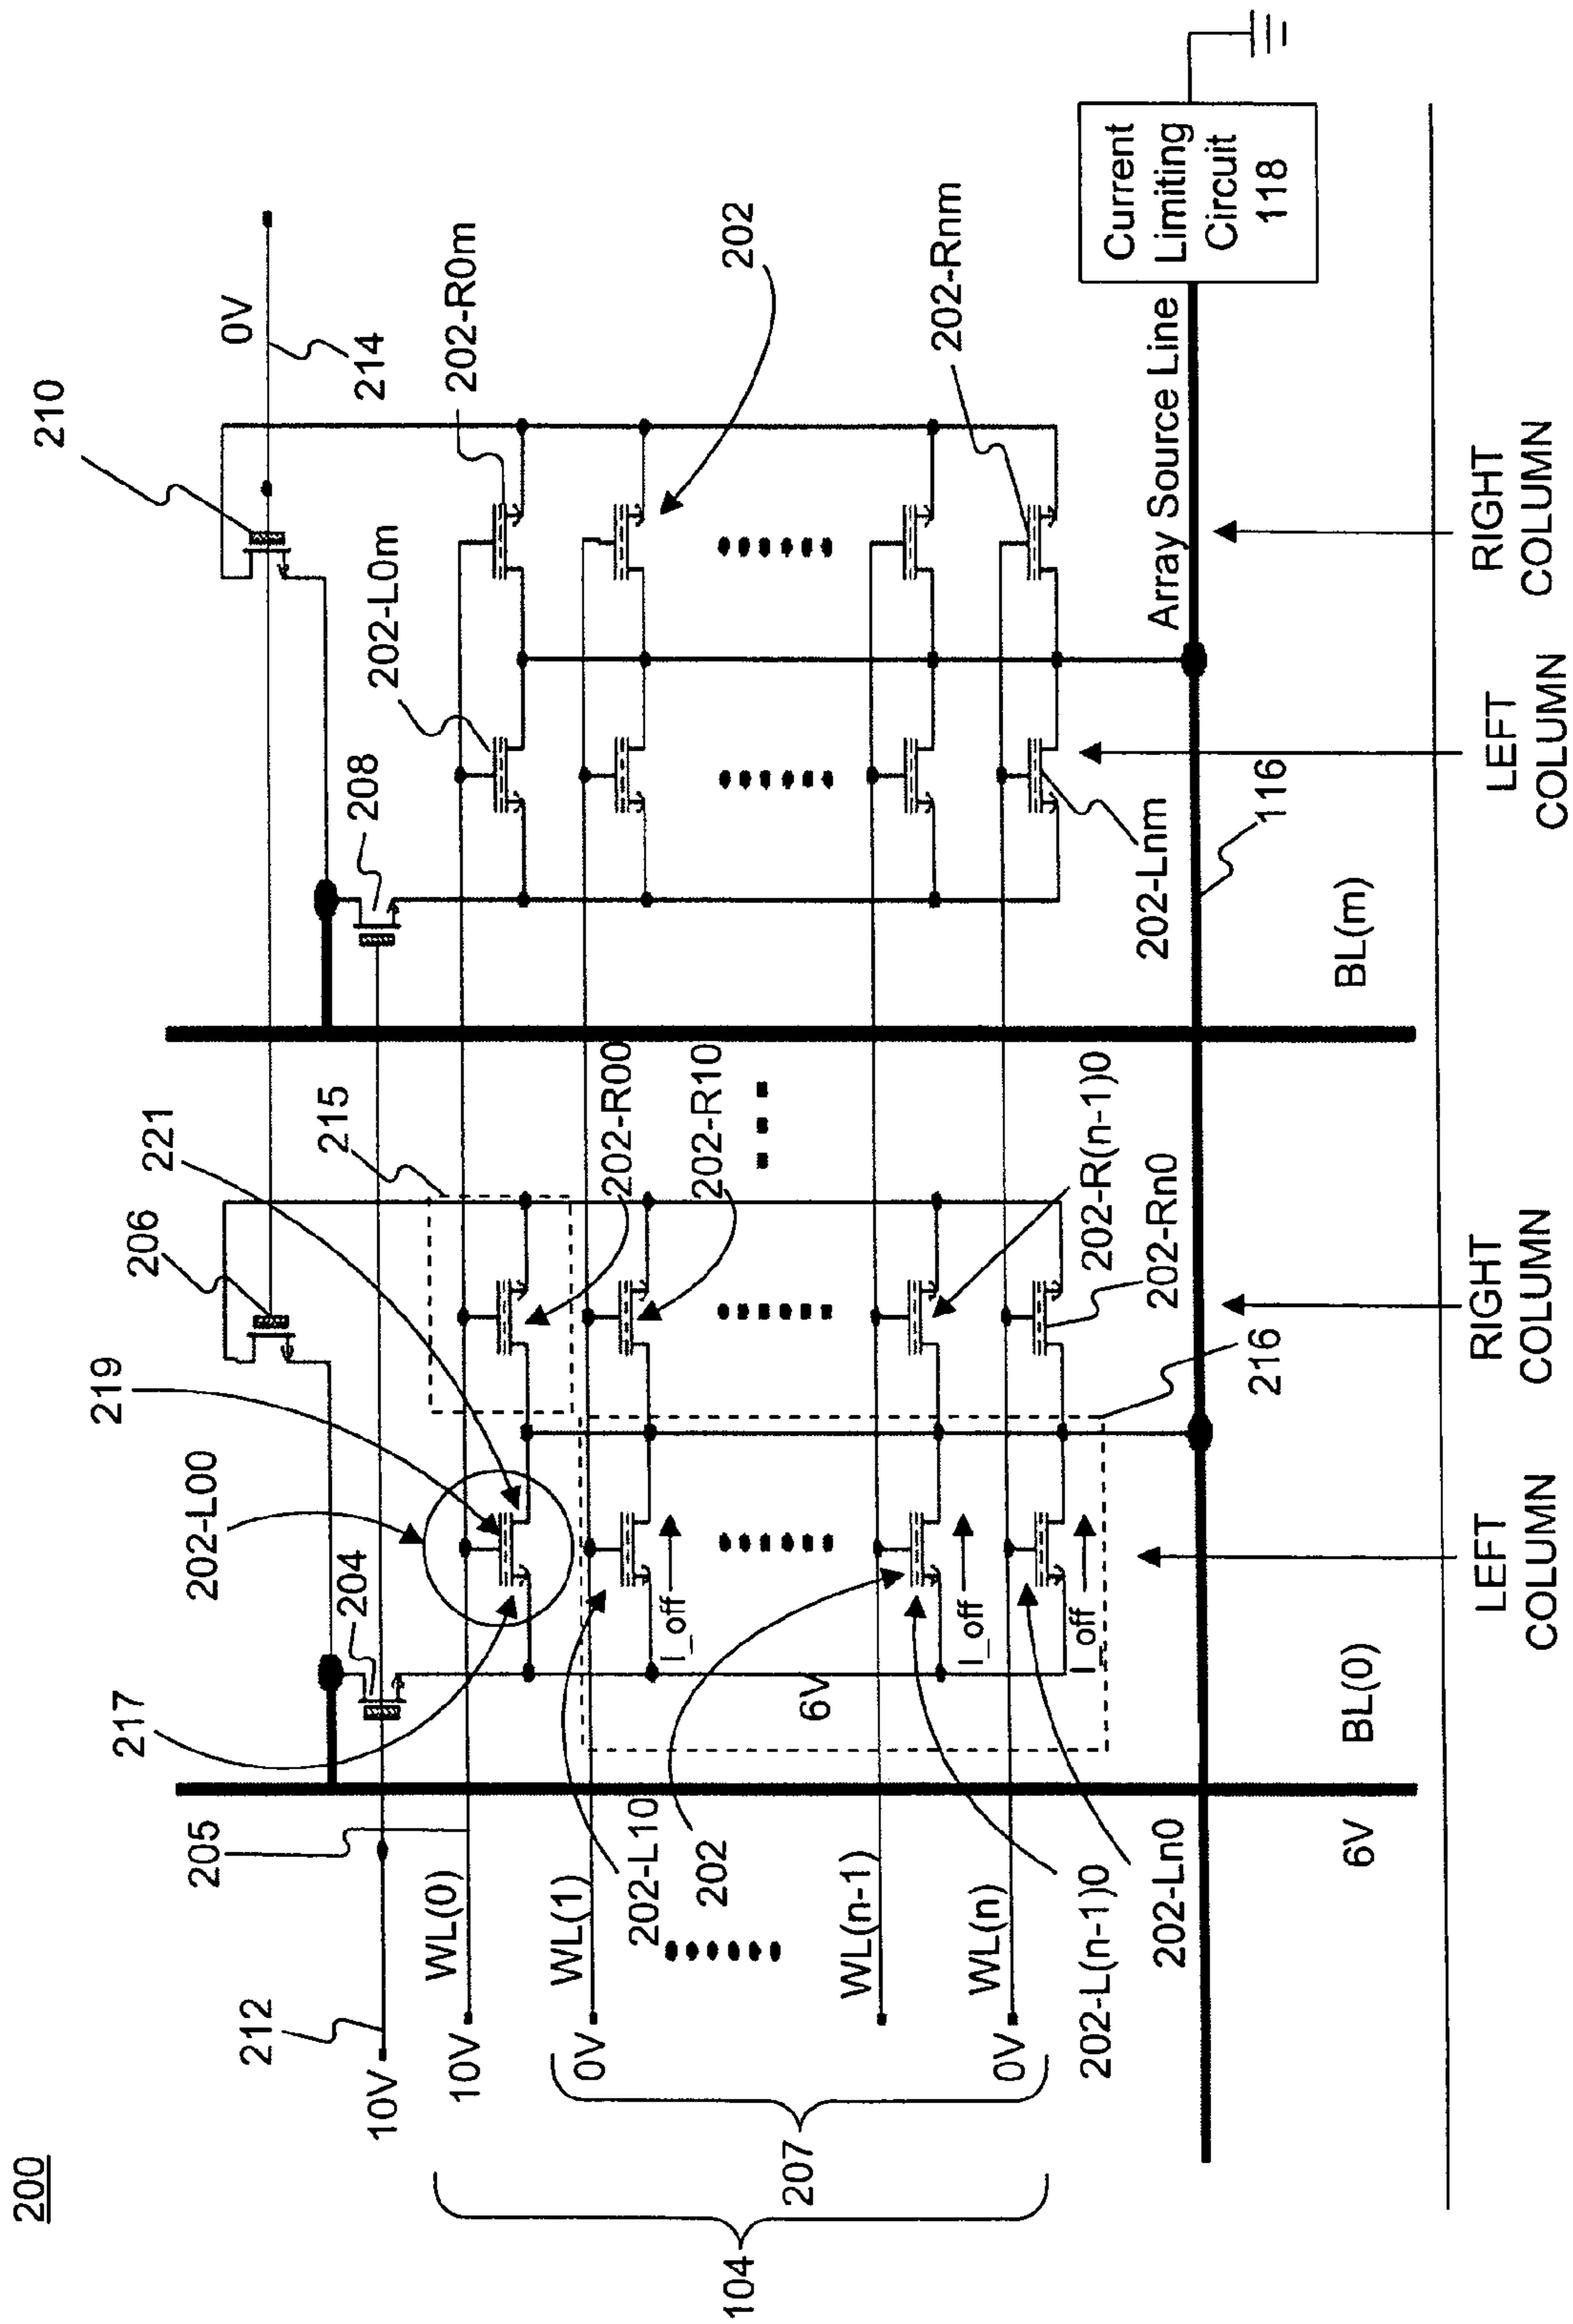 200
210
0V
214
202-R0m
202
202-Rnm
202-L0m
208
202-Lnm
116
Array Source Line
Current
Limiting
Circuit
118
RIGHT
COLUMN
LEFT
COLUMN
BL(m)
206
221
215
202-R00
202-R10
202-R(n-1)0
202-Rn0
216
219
202-L00
204
217
I_off
I_off
I_off
6V
RIGHT
COLUMN
LEFT
COLUMN
BL(0)
6V
205
212
10V
WL(0)
10V
WL(1)
0V
WL(n-1)
WL(n)
0V
202-L10
202
202-L(n-1)0
202-Ln0
207
104